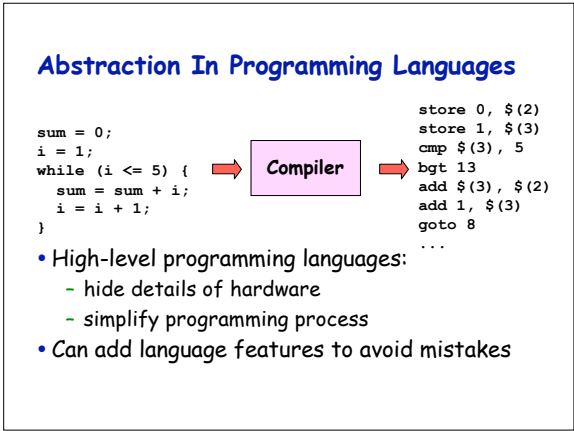 Abstraction In Programming Languages
sum = 0;
i = 1;
while (i <= 5) {
sum = sum + i;
i = i + 1;
}
Compiler
store 0, $(2)
store 1, $(3)
cmp $(3), 5
bgt 13
add $(3), $(2)
add 1, $(3)
goto 8
...
• High-level programming languages:
– hide details of hardware
– simplify programming process
• Can add language features to avoid mistakes